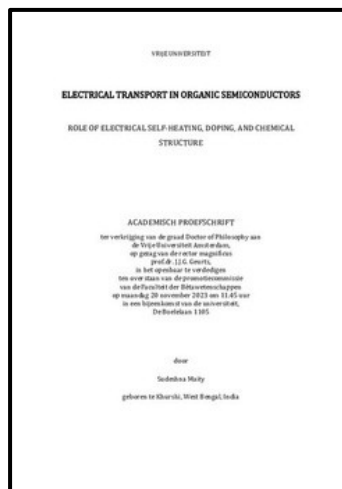 VRIJE UNIVERSITEIT
ELECTRICAL TRANSPORT IN ORGANIC SEMICONDUCTORS
ROLE OF ELECTRICAL SELF-HEATING, DOPING, AND CHEMICAL
STRUCTURE
ACADEMISCH PROEFSCHRIFT
ter verkrijging van de graad Doctor of Philosophy aan
de Vrije Universiteit Amsterdam,
op gezag van de rector magnificus
prof.dr. J.J.G. Geurts,
in het openbaar te verdedigen
ten overstaan van de promotiecommissie
van de Faculteit der Bètawetenschappen
op maandag 20 november 2023 om 11.45 uur
in een bijeenkomst van de universiteit,
De Boelelaan 1105
door
Sudeshna Maity
geboren te Kharshi, West Bengal, India